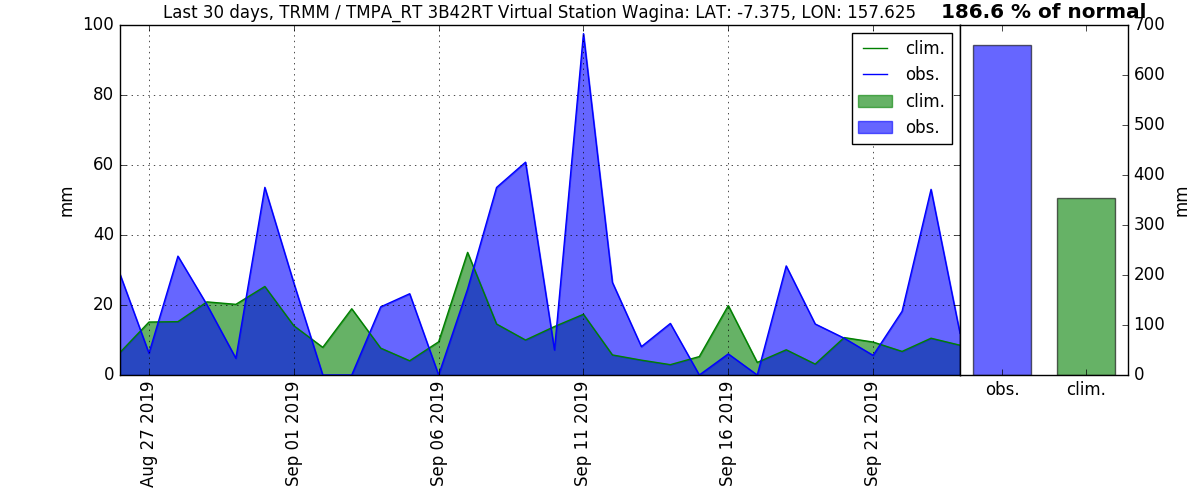 Last 30 days, TRMM / TMPA_RT 3B42RT Virtual Station Wagina: LAT: -7.375, LON: 157.625
186.6 % of normal
100
80
60
40
20
0
mm
clim.
obs.
clim.
obs.
700
600
500
400
300
200
100
0
mm
obs.
clim.
Aug 27 2019
Sep 01 2019
Sep 06 2019
Sep 11 2019
Sep 16 2019
Sep 21 2019